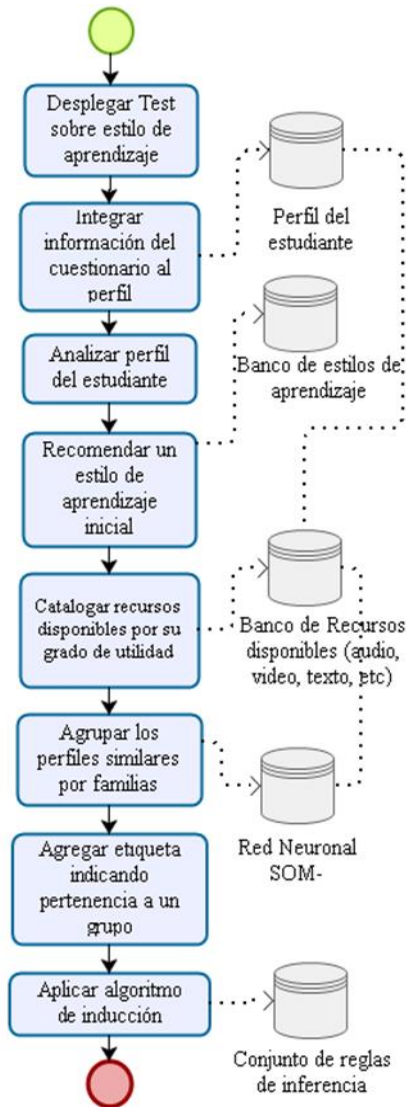 Desplegar Test
sobre estilo de
aprendizaje
Integrar
información del
cuestionario al
perfil
Perfil del
estudiante
Analizar perfil
del estudiante
Banco de estilos de
aprendizaje
Recomendar un
estilo de
aprendizaje
inicial
Catalogar recursos
disponibles por su
grado de utilidad
Banco de Recursos
disponibles (audio,
video, texto, etc)
Agrupar los
perfiles similares
por familias
Red Neuronal
SOM-
Agregar etiqueta
indicando
pertenencia a un
grupo
Aplicar algoritmo
de inducción
Conjunto de reglas
de inferencia